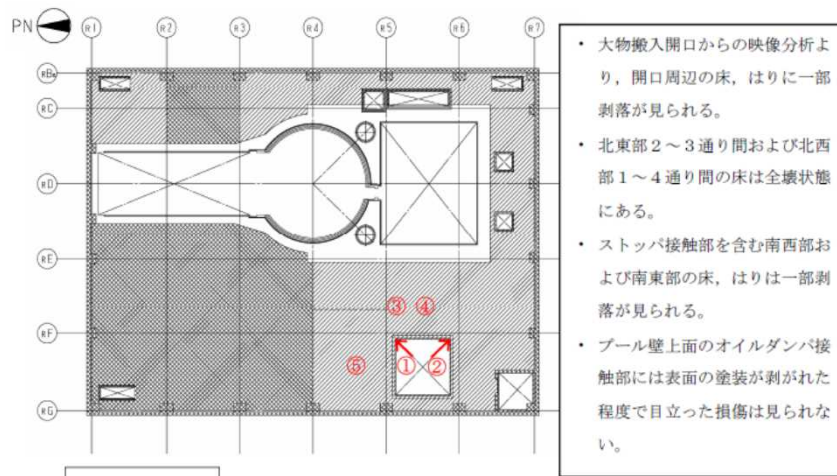 PN
R1 R2 R3 R4 R5 R6 R7
RB
RC
RD
RE
RF
RG
③ ④
⑤ ① ②
・ 大物搬入開口からの映像分析よ
り，開口周辺の床，はりに一部
剥落が見られる。
・ 北東部２～３通り間および北西
部１～４通り間の床は全壊状態
にある。
・ ストッパ接触部を含む南西部お
よび南東部の床，はりは一部剥
落が見られる。
・ プール壁上面のオイルダンパ接
触部には表面の塗装が剥がれた
程度で目立った損傷は見られな
い。